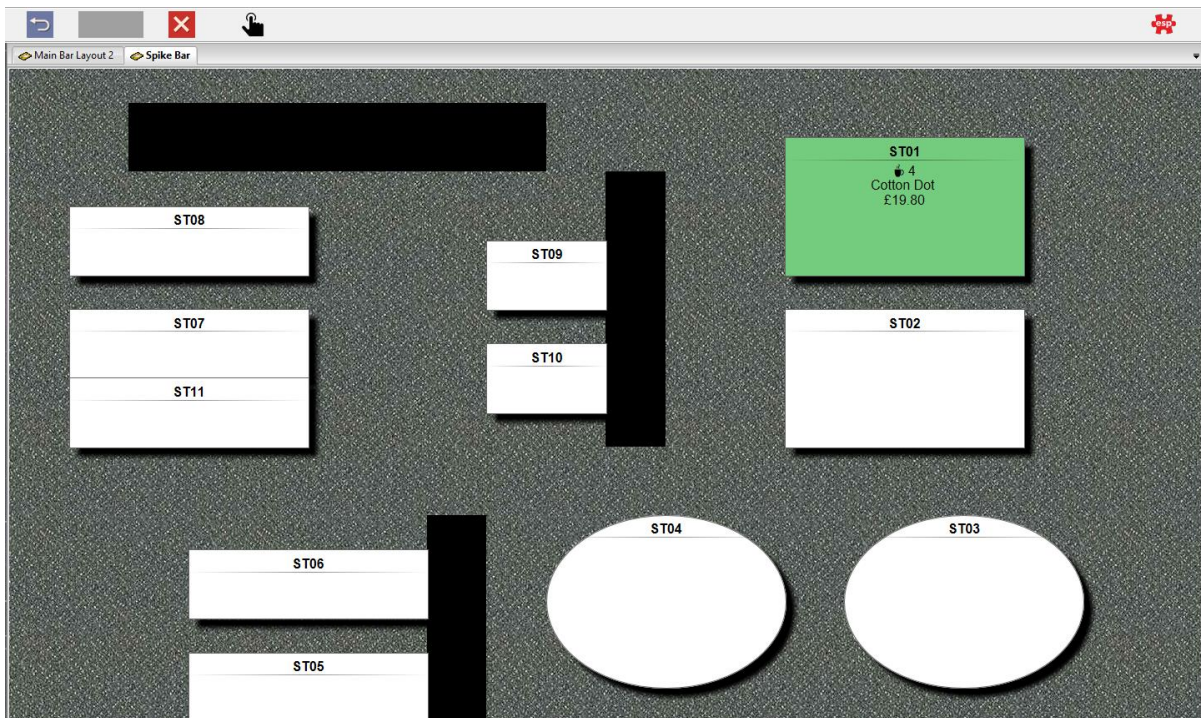 esp
Main Bar Layout 2
Spike Bar
ST01
4
Cotton Dot
£19.80
ST08
ST09
ST07
ST02
ST10
ST11
ST04
ST03
ST06
ST05